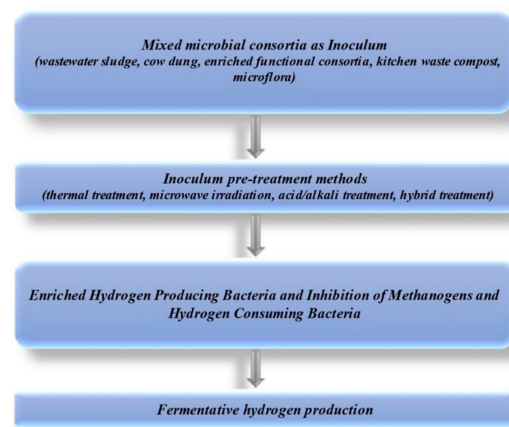 Mixed microbial consortia as Inoculum
(wastewater sludge, cow dung, enriched functional consortia, kitchen waste compost,
microflora)
Inoculum pre-treatment methods
(thermal treatment, microwave irradiation, acid/alkali treatment, hybrid treatment)
Enriched Hydrogen Producing Bacteria and Inhibition of Methanogens and
Hydrogen Consuming Bacteria
Fermentative hydrogen production